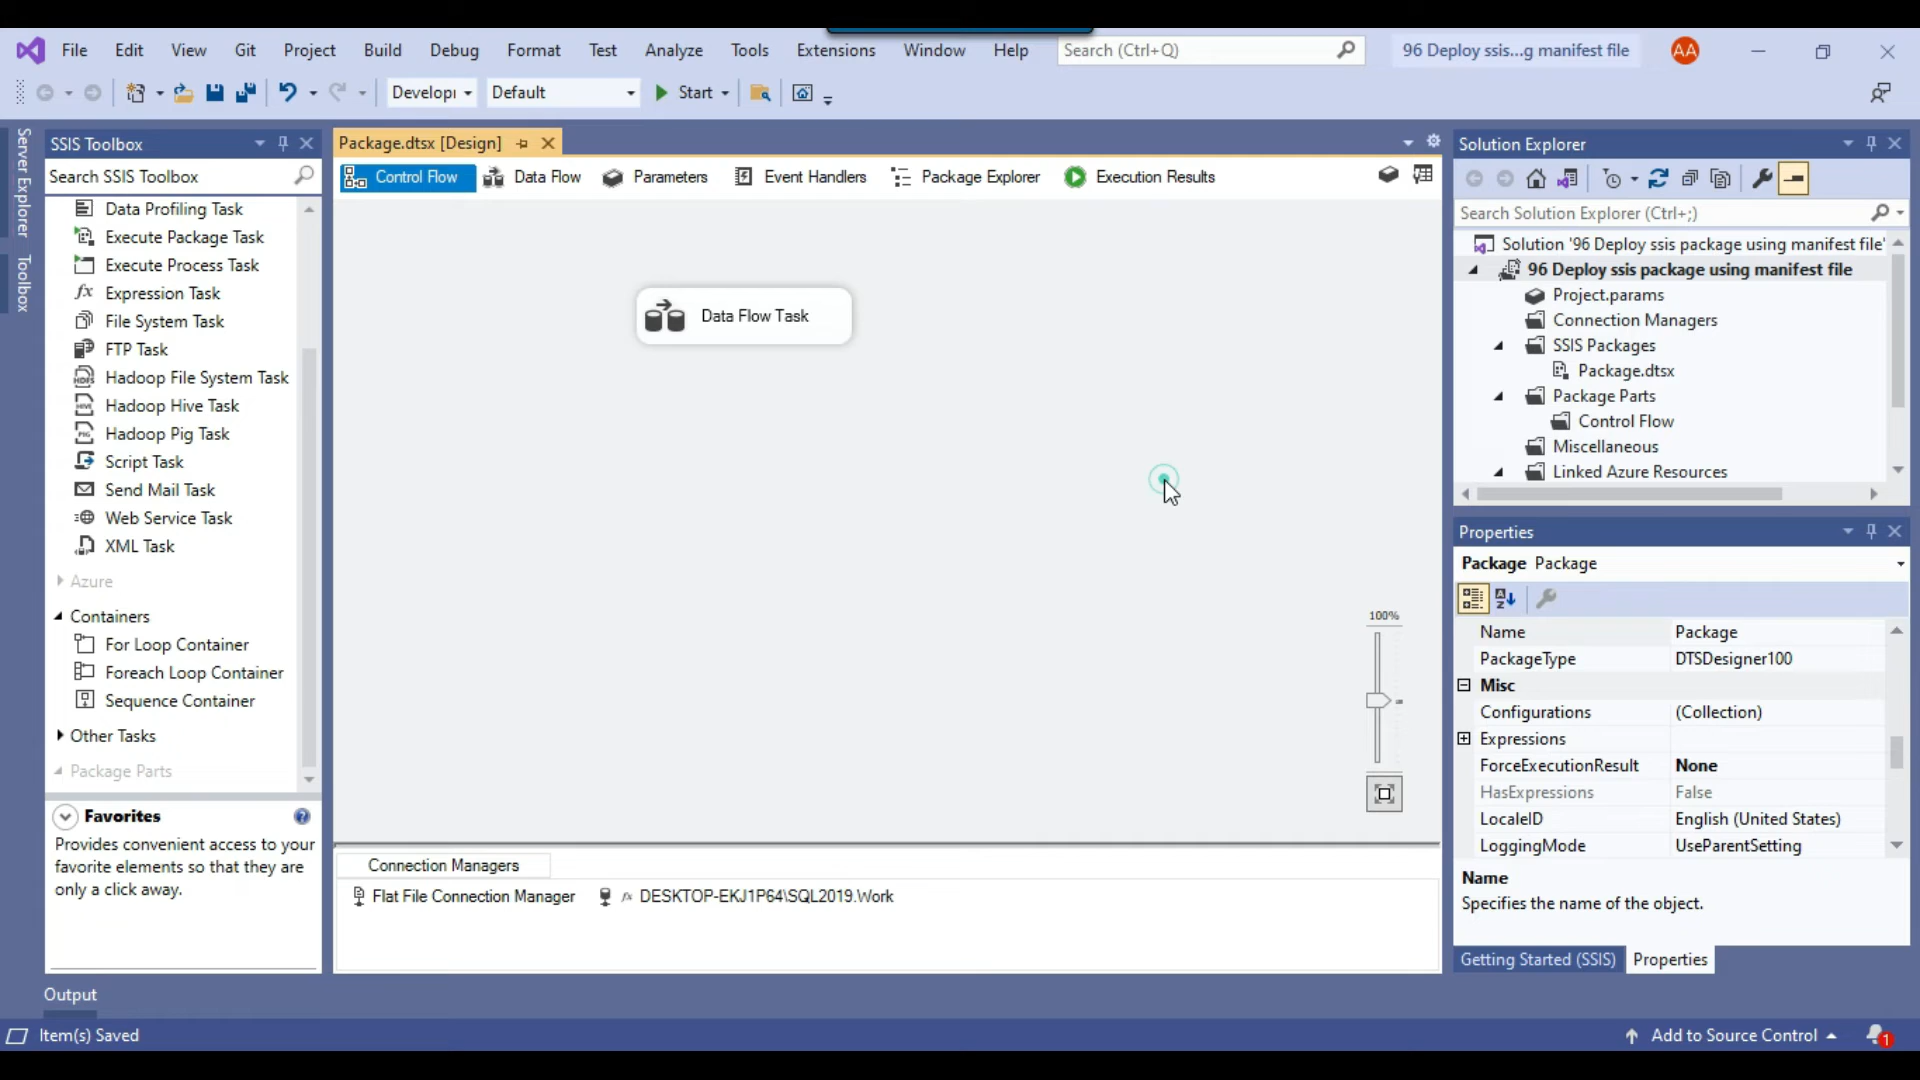 File Edit View Git Project Build Debug Format Test Analyze Tools Extensions Window Help Search (Ctrl+Q) 96 Deploy ssis...g manifest file AA
Developi Default Start
Server Explorer
Toolbox
SSIS Toolbox
Search SSIS Toolbox
Data Profiling Task
Execute Package Task
Execute Process Task
fx Expression Task
File System Task
FTP Task
Hadoop File System Task
Hadoop Hive Task
Hadoop Pig Task
Script Task
Send Mail Task
Web Service Task
XML Task
Azure
Containers
For Loop Container
Foreach Loop Container
Sequence Container
Other Tasks
Package Parts
Favorites
Provides convenient access to your
favorite elements so that they are
only a click away.
Package.dtsx [Design]
Control Flow Data Flow Parameters Event Handlers Package Explorer Execution Results
Data Flow Task
100%
Connection Managers
Flat File Connection Manager fx DESKTOP-EKJ1P64\SQL2019.Work
Solution Explorer
Search Solution Explorer (Ctrl+;)
Solution '96 Deploy ssis package using manifest file'
96 Deploy ssis package using manifest file
Project.params
Connection Managers
SSIS Packages
Package.dtsx
Package Parts
Control Flow
Miscellaneous
Linked Azure Resources
Properties
Package Package
Name Package
PackageType DTSDesigner100
Misc
Configurations (Collection)
Expressions
ForceExecutionResult None
HasExpressions False
LocaleID English (United States)
LoggingMode UseParentSetting
Name
Specifies the name of the object.
Getting Started (SSIS) Properties
Output
Item(s) Saved Add to Source Control 1